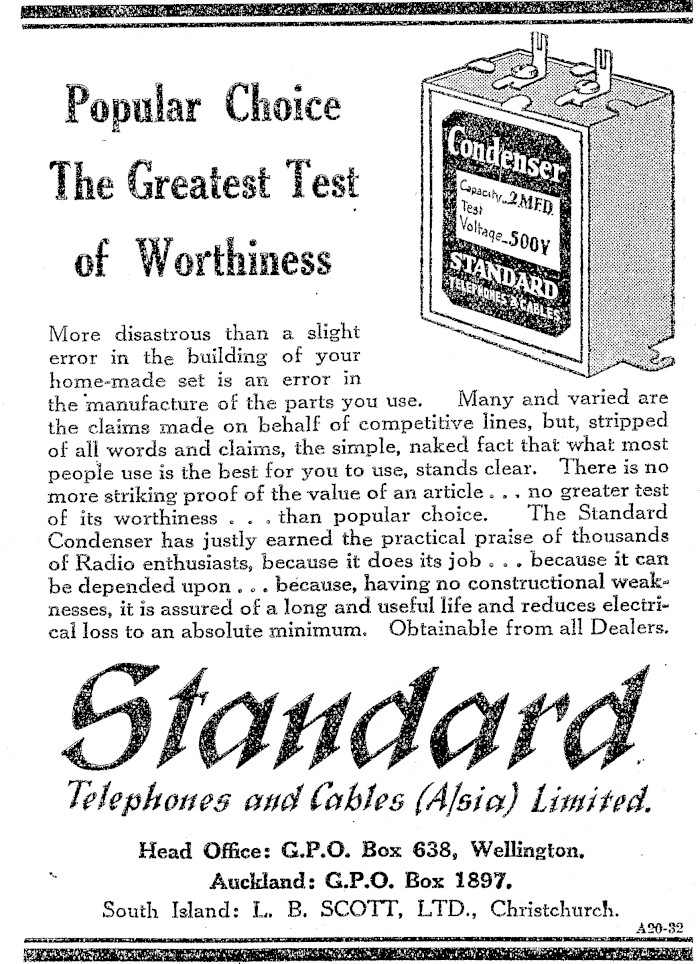 Popular Choice
The Greatest Test
of Worthiness
Condenser
Capacity 2 MFD
Test
Voltage 500V
STANDARD
TELEPHONES & CABLES
More disastrous than a slight
error in the building of your
home-made set is an error in
the manufacture of the parts you use. Many and varied are
the claims made on behalf of competitive lines, but, stripped
of all words and claims, the simple, naked fact that what most
people use is the best for you to use, stands clear. There is no
more striking proof of the value of an article . . . no greater test
of its worthiness . . . than popular choice. The Standard
Condenser has justly earned the practical praise of thousands
of Radio enthusiasts, because it does its job . . . because it can
be depended upon . . . because, having no constructional weak-
nesses, it is assured of a long and useful life and reduces electri-
cal loss to an absolute minimum. Obtainable from all Dealers.
Standard
Telephones and Cables (A/sia) Limited.
Head Office: G.P.O. Box 638, Wellington.
Auckland: G.P.O. Box 1897.
South Island: L. B. SCOTT, LTD., Christchurch.
A20-32